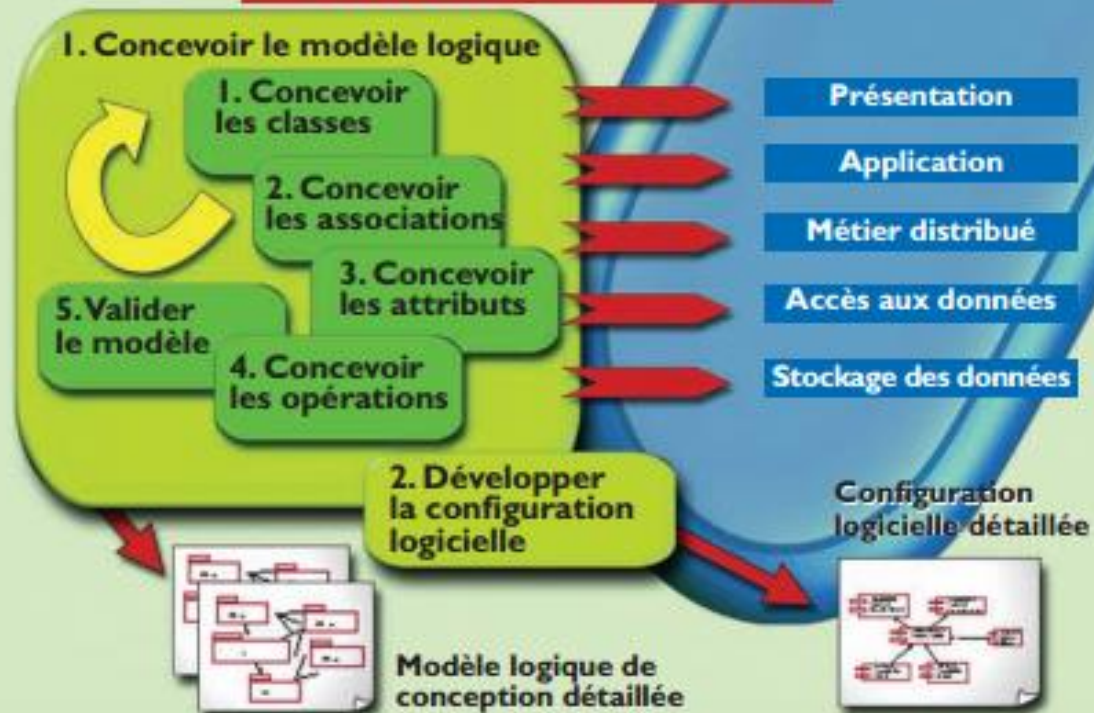 1. Concevoir le modèle logique
1. Concevoir
les classes
2. Concevoir
les associations
3. Concevoir
les attributs
4. Concevoir
les opérations
5. Valider
le modèle
Présentation
Application
Métier distribué
Accès aux données
Stockage des données
2. Développer
la configuration
logicielle
Configuration
logicielle détaillée
Modèle logique de
conception détaillée